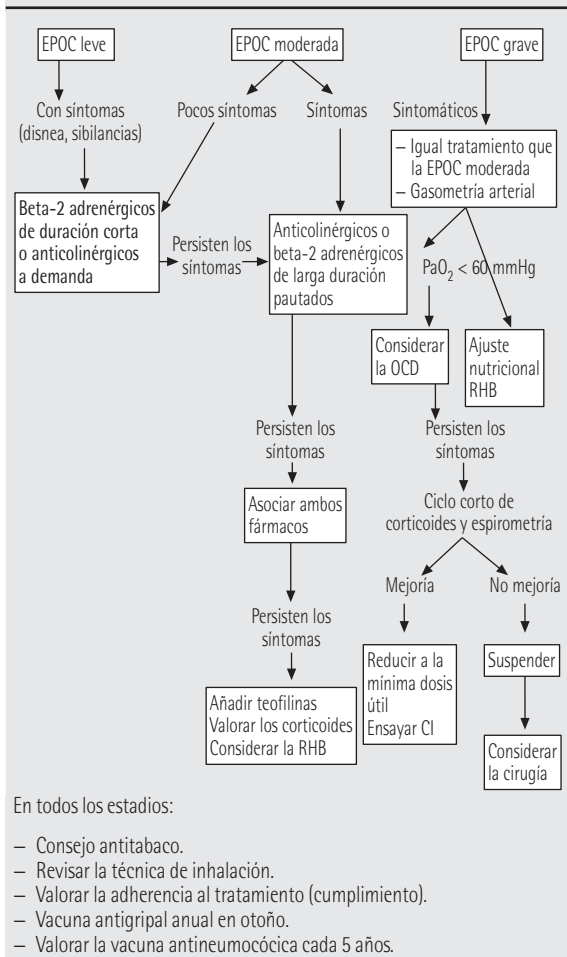 EPOC leve
EPOC moderada
EPOC grave
Con síntomas
(disnea, sibilancias)
Pocos síntomas
Síntomas
Sintomáticos
– Igual tratamiento que
la EPOC moderada
– Gasometría arterial
Beta-2 adrenérgicos
de duración corta
o anticolinérgicos
a demanda
Persisten los
síntomas
Anticolinérgicos o
beta-2 adrenérgicos
de larga duración
pautados
PaO2 < 60 mmHg
Considerar
la OCD
Ajuste
nutricional
RHB
Persisten los
síntomas
Persisten los
síntomas
Asociar ambos
fármacos
Ciclo corto de
corticoides y espirometría
Mejoría
No mejoría
Persisten los
síntomas
Reducir a la
mínima dosis
útil
Ensayar CI
Suspender
Añadir teofilinas
Valorar los corticoides
Considerar la RHB
Considerar
la cirugía
En todos los estadios:
– Consejo antitabaco.
– Revisar la técnica de inhalación.
– Valorar la adherencia al tratamiento (cumplimiento).
– Vacuna antigripal anual en otoño.
– Valorar la vacuna antineumocócica cada 5 años.